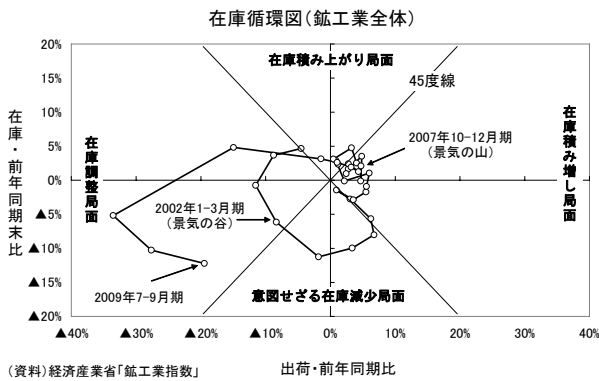 在庫循環図(鉱工業全体)
20%
15%
10%
5%
0%
▲5%
▲10%
▲15%
▲20%
在庫・前年同期末比
在庫積み上がり局面
45度線
2007年10-12月期
(景気の山)
在庫調整局面
在庫積み増し局面
2002年1-3月期
(景気の谷)
2009年7-9月期
意図せざる在庫減少局面
▲40% ▲30% ▲20% ▲10% 0% 10% 20% 30% 40%
(資料)経済産業省「鉱工業指数」
出荷・前年同期比